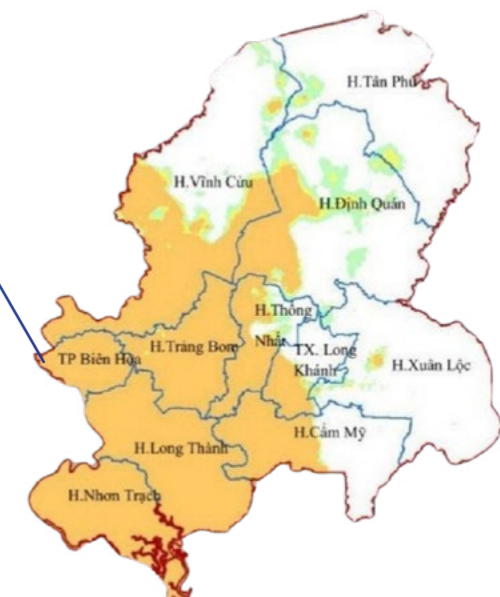 H.Tân Phú
H.Vĩnh Cửu
H.Định Quán
H.Thống
Nhất
TX. Long
Khánh
H.Trảng Bom
TP Biên Hòa
H.Xuân Lộc
H.Cẩm Mỹ
H.Long Thành
H.Nhơn Trạch